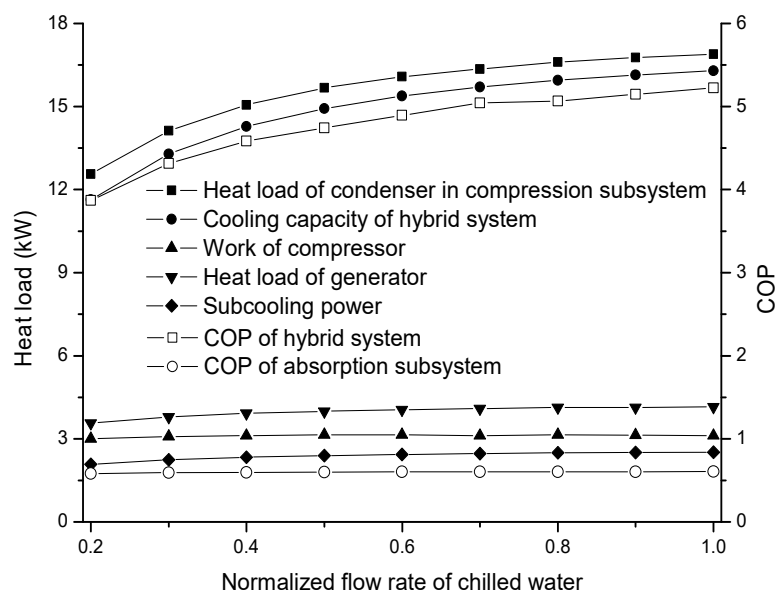 18
15
12
9
6
3
0
Heat load (kW)
Heat load of condenser in compression subsystem
Cooling capacity of hybrid system
Work of compressor
Heat load of generator
Subcooling power
COP of hybrid system
COP of absorption subsystem
6
5
4
3
2
1
0
COP
0.2 0.4 0.6 0.8 1.0
Normalized flow rate of chilled water